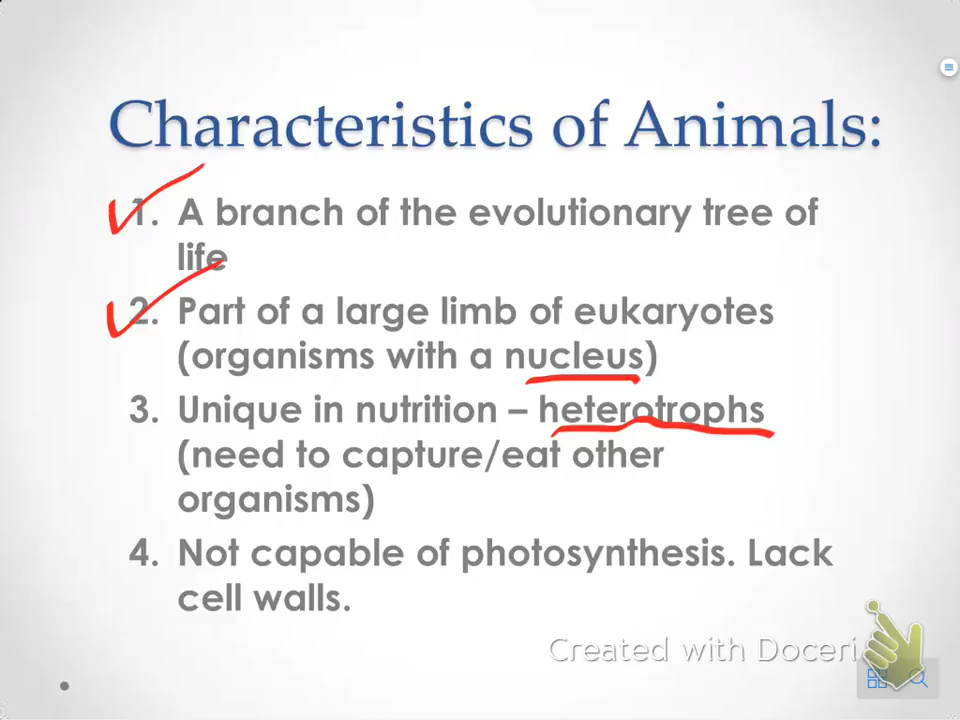 Characteristics of Animals:
1. A branch of the evolutionary tree of
life
2. Part of a large limb of eukaryotes
(organisms with a nucleus)
3. Unique in nutrition – heterotrophs
(need to capture/eat other
organisms)
4. Not capable of photosynthesis. Lack
cell walls.
Created with Doceri